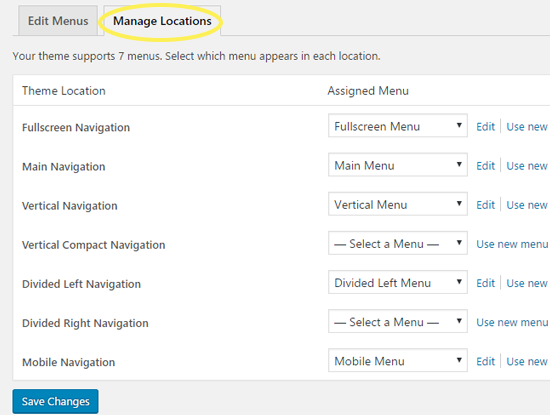 Edit Menus Manage Locations
Your theme supports 7 menus. Select which menu appears in each location.
Theme Location Assigned Menu
Fullscreen Navigation Fullscreen Menu Edit Use new
Main Navigation Main Menu Edit Use new
Vertical Navigation Vertical Menu Edit Use new
Vertical Compact Navigation — Select a Menu — Use new menu
Divided Left Navigation Divided Left Menu Edit Use new
Divided Right Navigation — Select a Menu — Use new menu
Mobile Navigation Mobile Menu Edit Use new
Save Changes